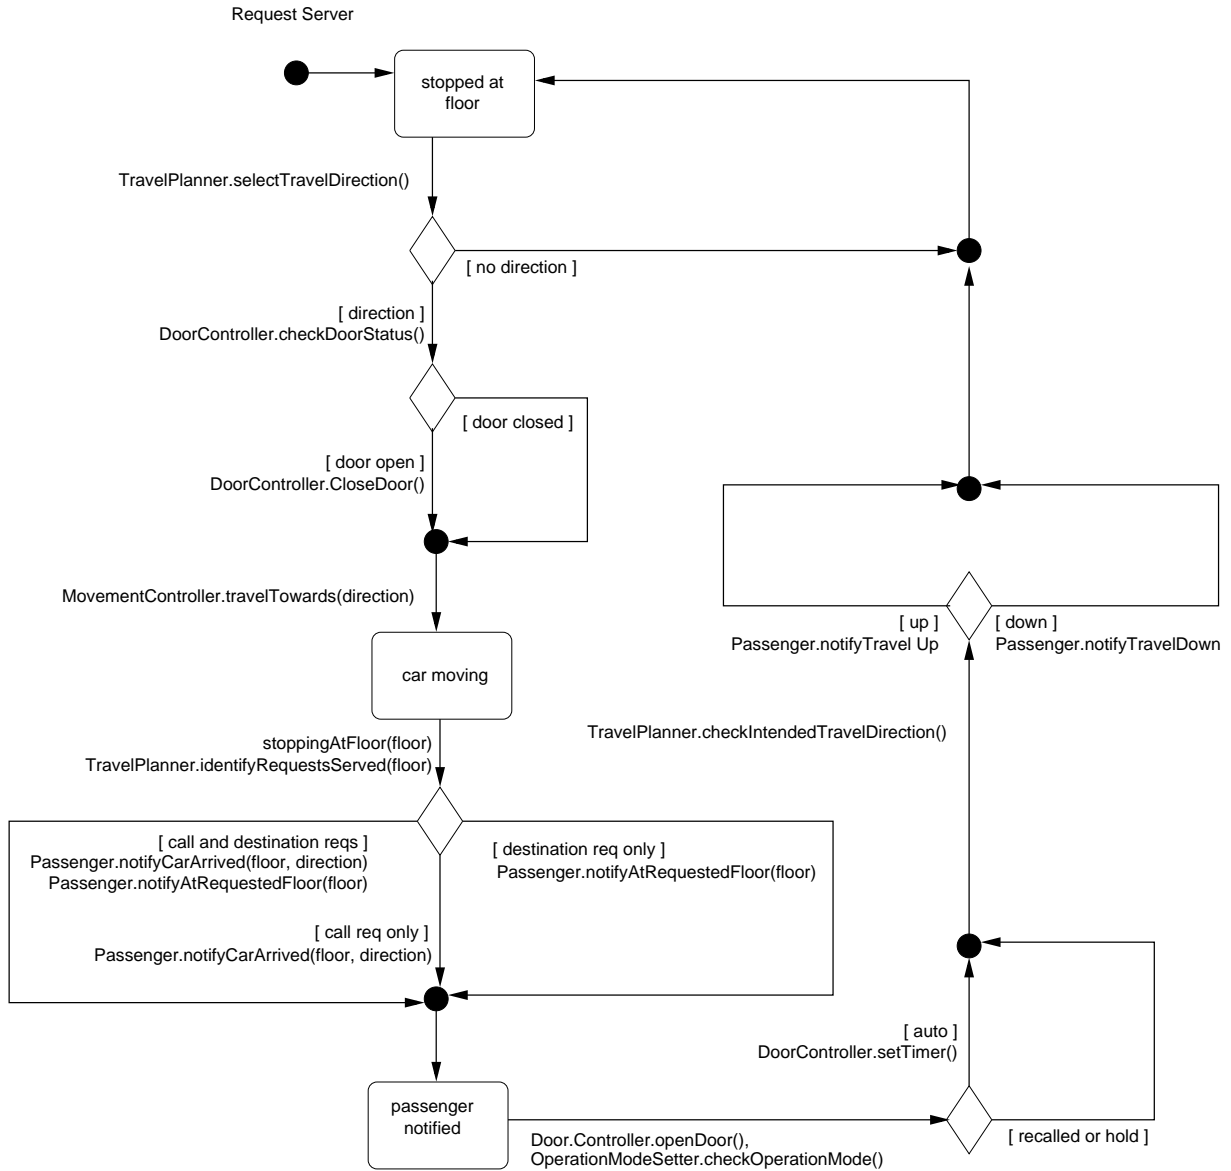 Request Server
stopped at
floor
TravelPlanner.selectTravelDirection()
[ no direction ]
[ direction ]
DoorController.checkDoorStatus()
[ door closed ]
[ door open ]
DoorController.CloseDoor()
MovementController.travelTowards(direction)
car moving
stoppingAtFloor(floor)
TravelPlanner.identifyRequestsServed(floor)
[ call and destination reqs ]
Passenger.notifyCarArrived(floor, direction)
Passenger.notifyAtRequestedFloor(floor)
[ destination req only ]
Passenger.notifyAtRequestedFloor(floor)
[ call req only ]
Passenger.notifyCarArrived(floor, direction)
passenger
notified
Door.Controller.openDoor(),
OperationModeSetter.checkOperationMode()
[ auto ]
DoorController.setTimer()
[ recalled or hold ]
TravelPlanner.checkIntendedTravelDirection()
[ up ]
Passenger.notifyTravel Up
[ down ]
Passenger.notifyTravelDown